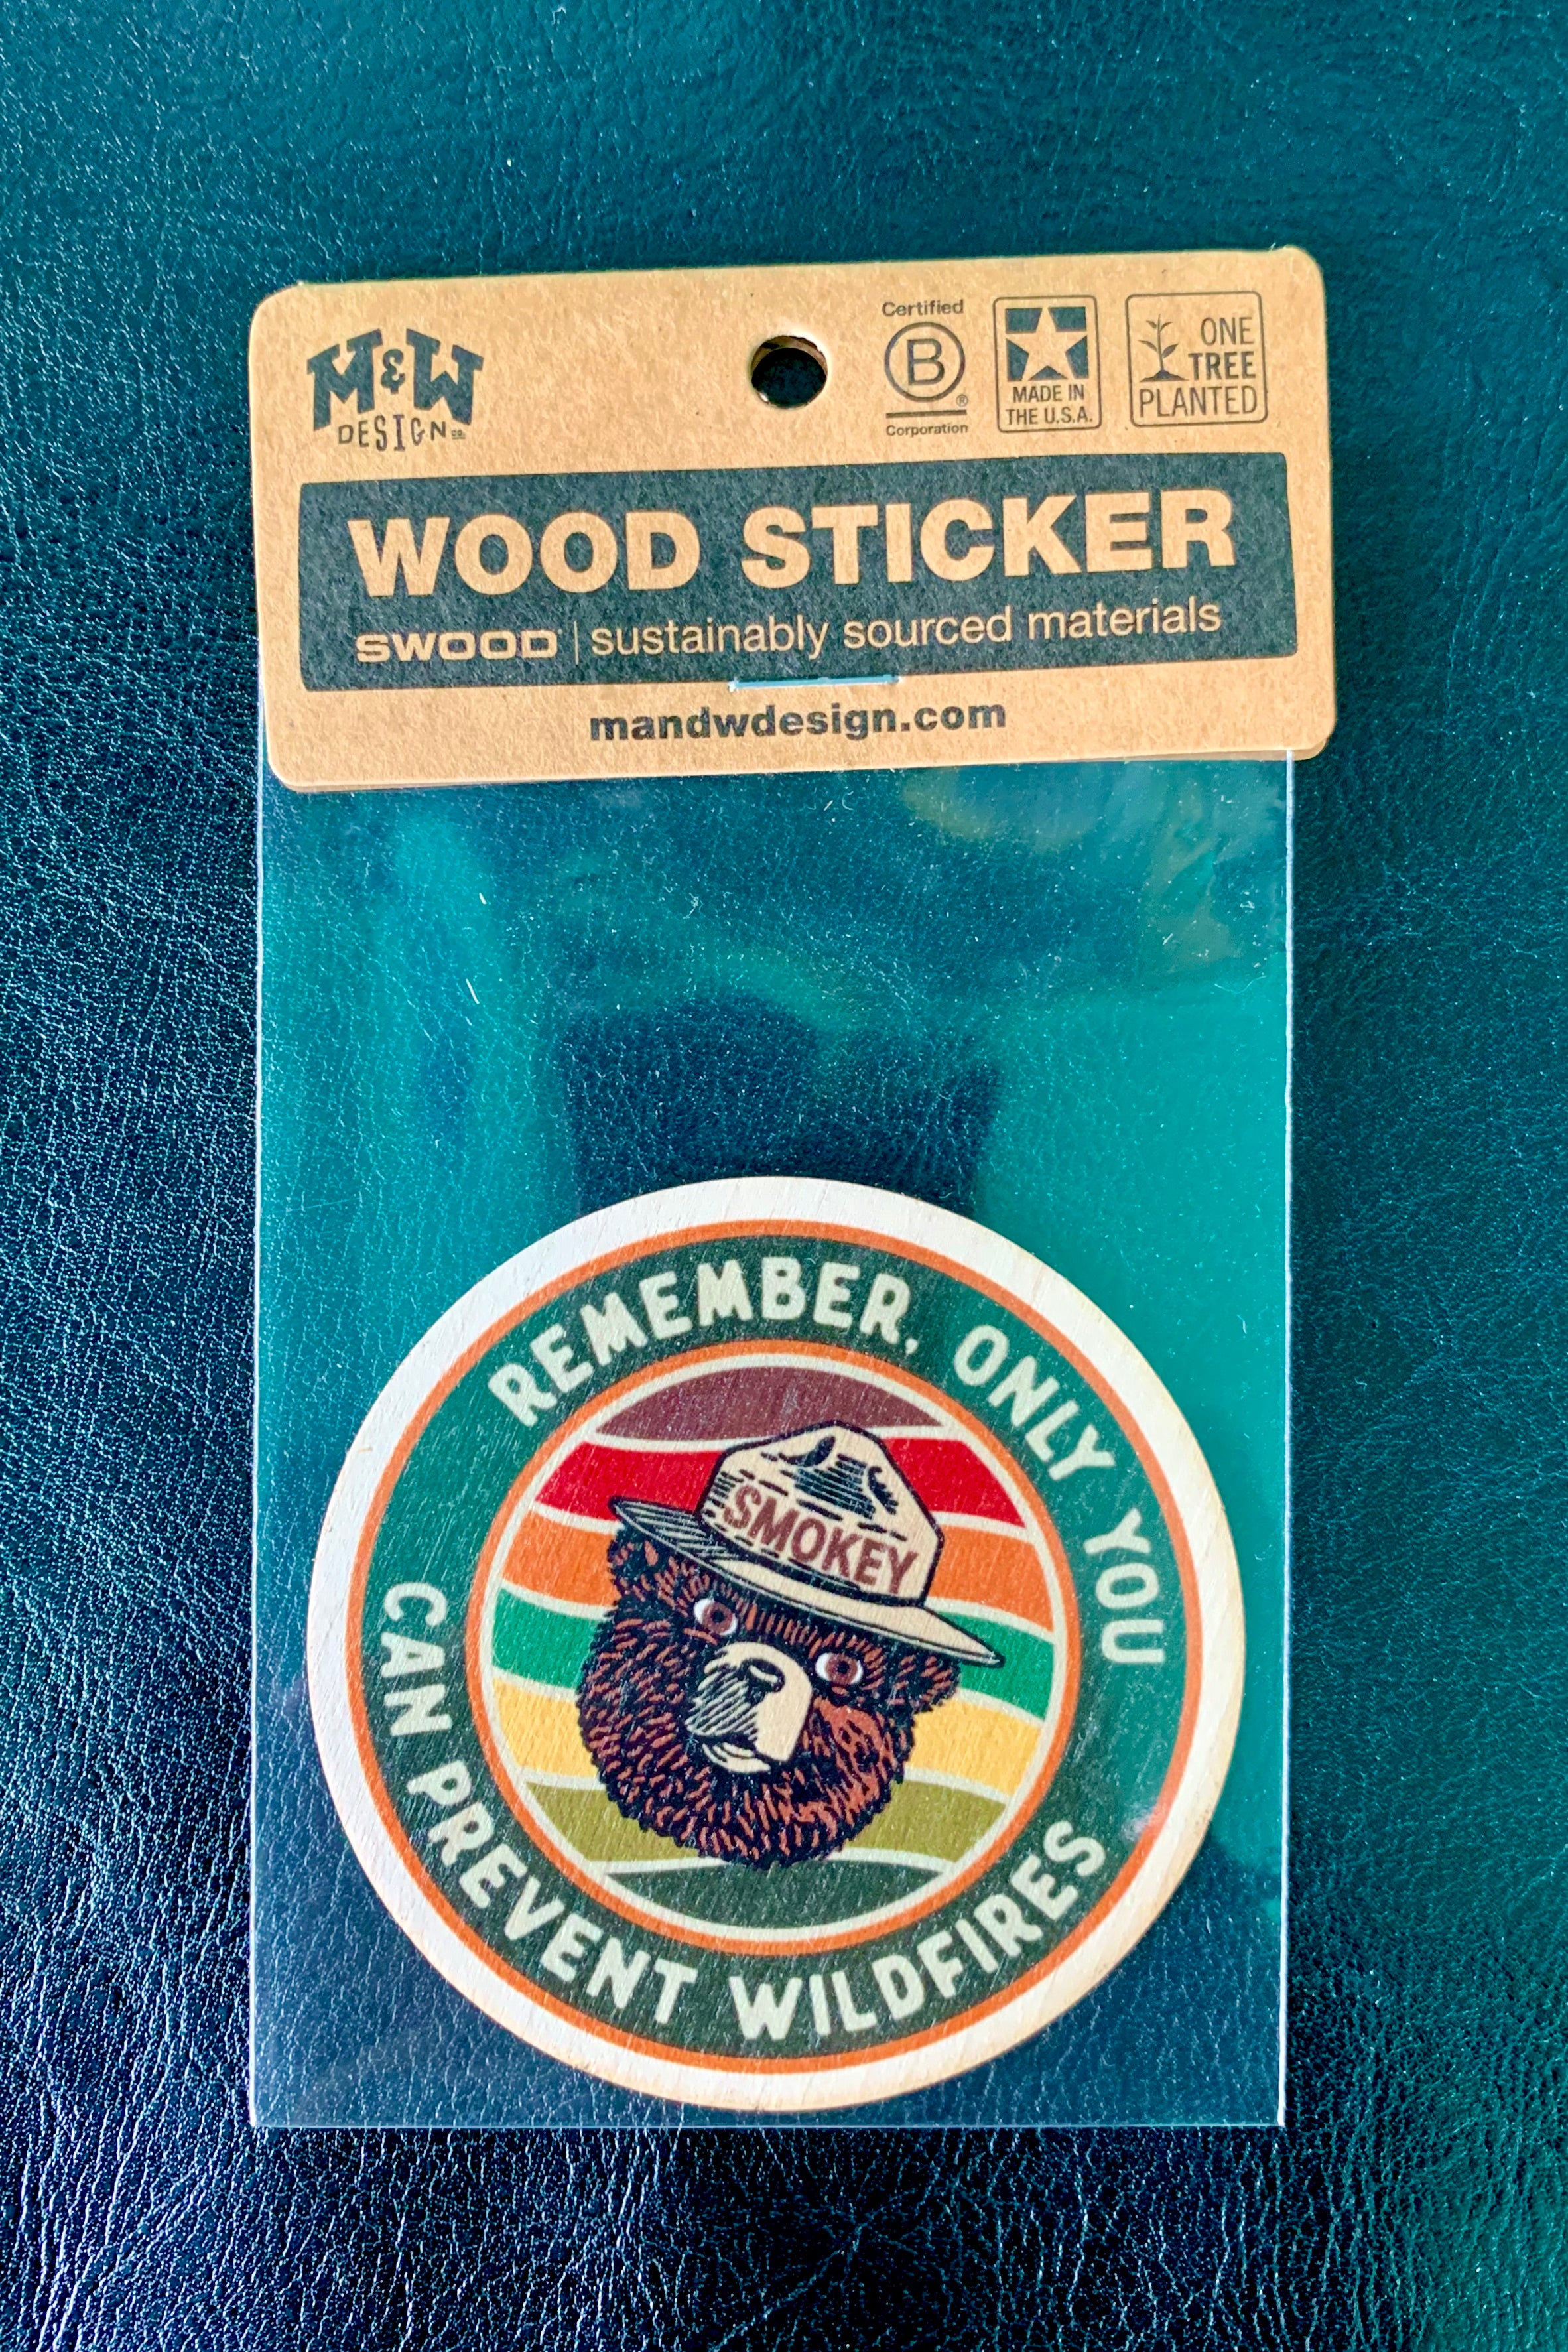 M&W
DESIGN CO.
Certified
B
®
Corporation
MADE IN
THE U.S.A.
ONE
TREE
PLANTED
WOOD STICKER
SWOOD | sustainably sourced materials
mandwdesign.com
REMEMBER, ONLY YOU
SMOKEY
CAN PREVENT WILDFIRES